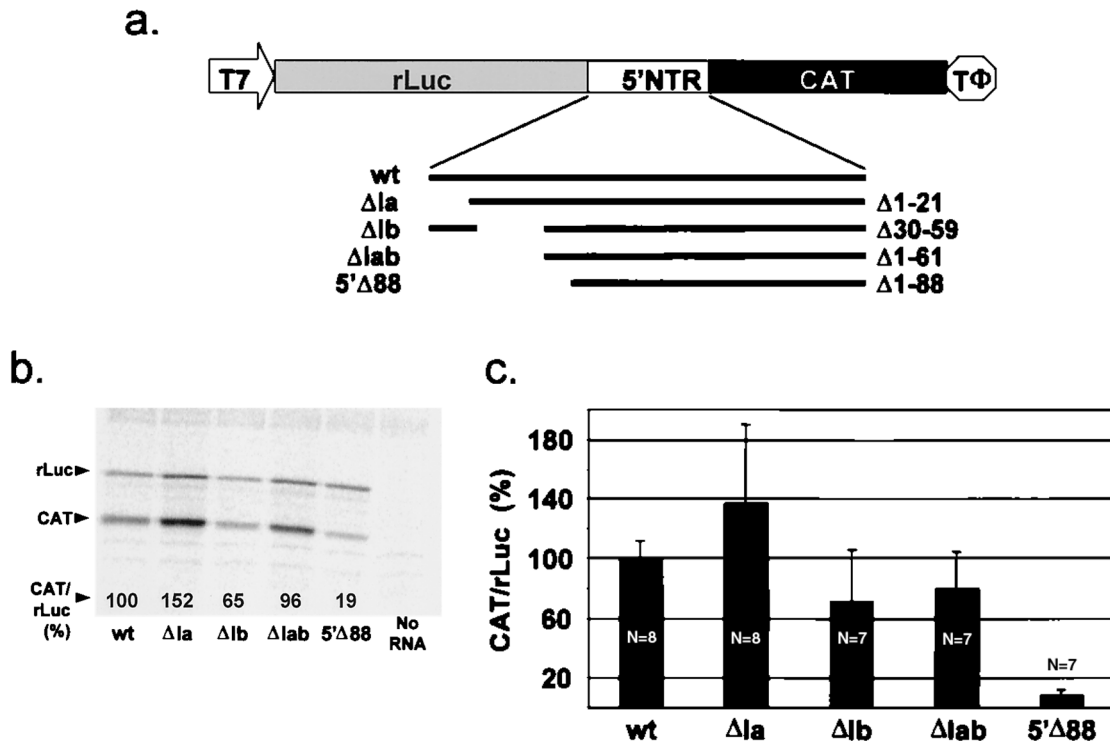 a.
T7 rLuc 5'NTR CAT TΦ
wt
ΔIa Δ1-21
ΔIb Δ30-59
ΔIab Δ1-61
5'Δ88 Δ1-88
b.
rLuc
CAT
CAT/
rLuc
(%)
100 152 65 96 19
wt ΔIa ΔIb ΔIab 5'Δ88 No
RNA
c.
CAT/rLuc (%)
180
140
100
60
20
N=8 N=8 N=7 N=7 N=7
wt ΔIa ΔIb ΔIab 5'Δ88